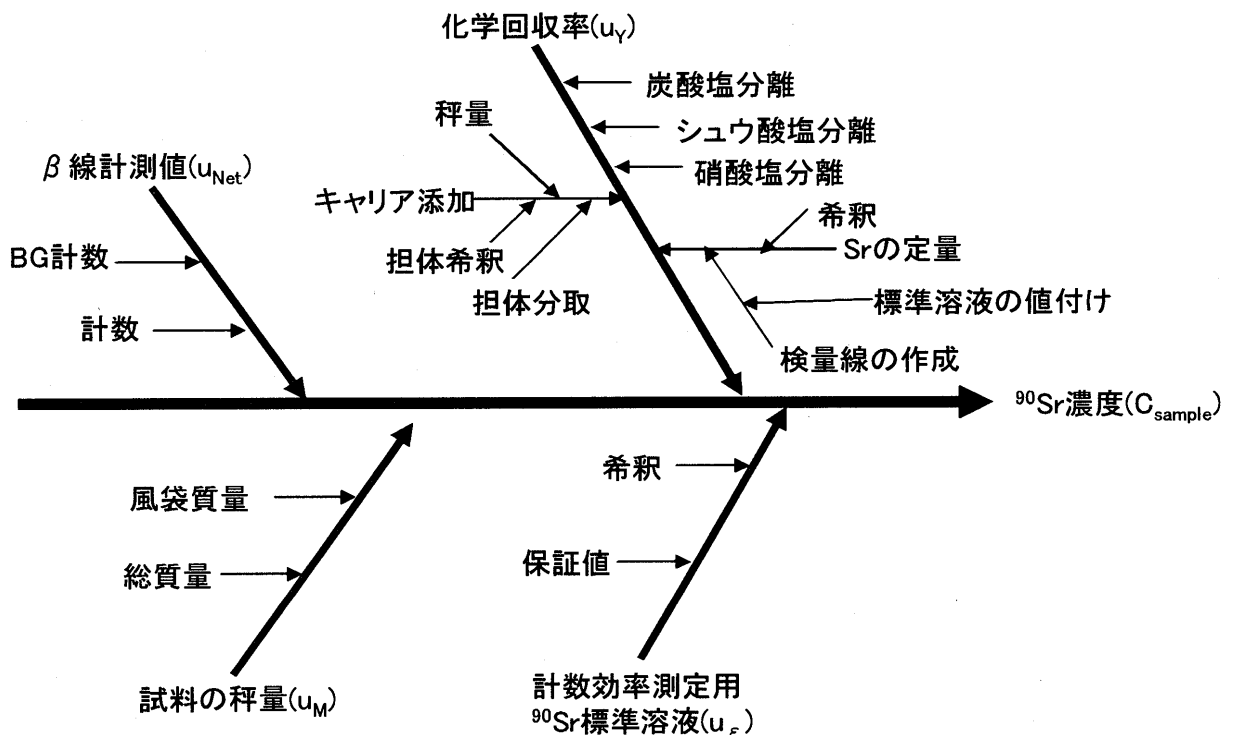 化学回収率(uY)
炭酸塩分離
シュウ酸塩分離
硝酸塩分離
秤量
キャリア添加
担体希釈
担体分取
希釈
Srの定量
標準溶液の値付け
検量線の作成
β線計測値(uNet)
BG計数
計数
90Sr濃度(Csample)
風袋質量
総質量
試料の秤量(uM)
希釈
保証値
計数効率測定用
90Sr標準溶液(uε)